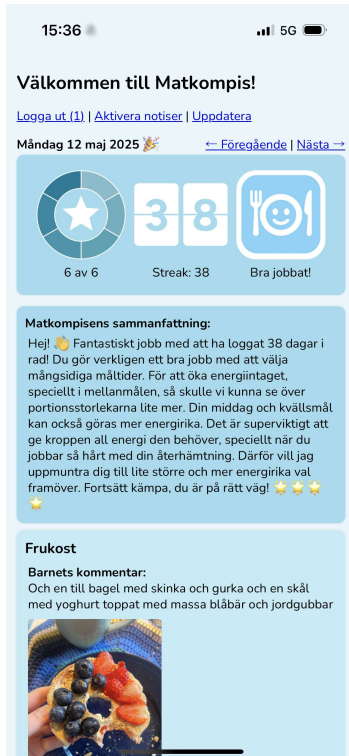 15:36
5G
Välkommen till Matkompis!
Logga ut (1) | Aktivera notiser | Uppdatera
Måndag 12 maj 2025 🎉 ← Föregående | Nästa →
38
6 av 6
Streak: 38
Bra jobbat!
Matkompisens sammanfattning:
Hej! 👏 Fantastiskt jobb med att ha loggat 38 dagar i
rad! Du gör verkligen ett bra jobb med att välja
mångsidiga måltider. För att öka energiintaget,
speciellt i mellanmålen, så skulle vi kunna se över
portionsstorlekarna lite mer. Din middag och kvällsmål
kan också göras mer energirika. Det är superviktigt att
ge kroppen all energi den behöver, speciellt när du
jobbar så hårt med din återhämtning. Därför vill jag
uppmuntra dig till lite större och mer energirika val
framöver. Fortsätt kämpa, du är på rätt väg! 🌟 🌟 🌟
🌟
Frukost
Barnets kommentar:
Och en till bagel med skinka och gurka och en skål
med yoghurt toppat med massa blåbär och jordgubbar